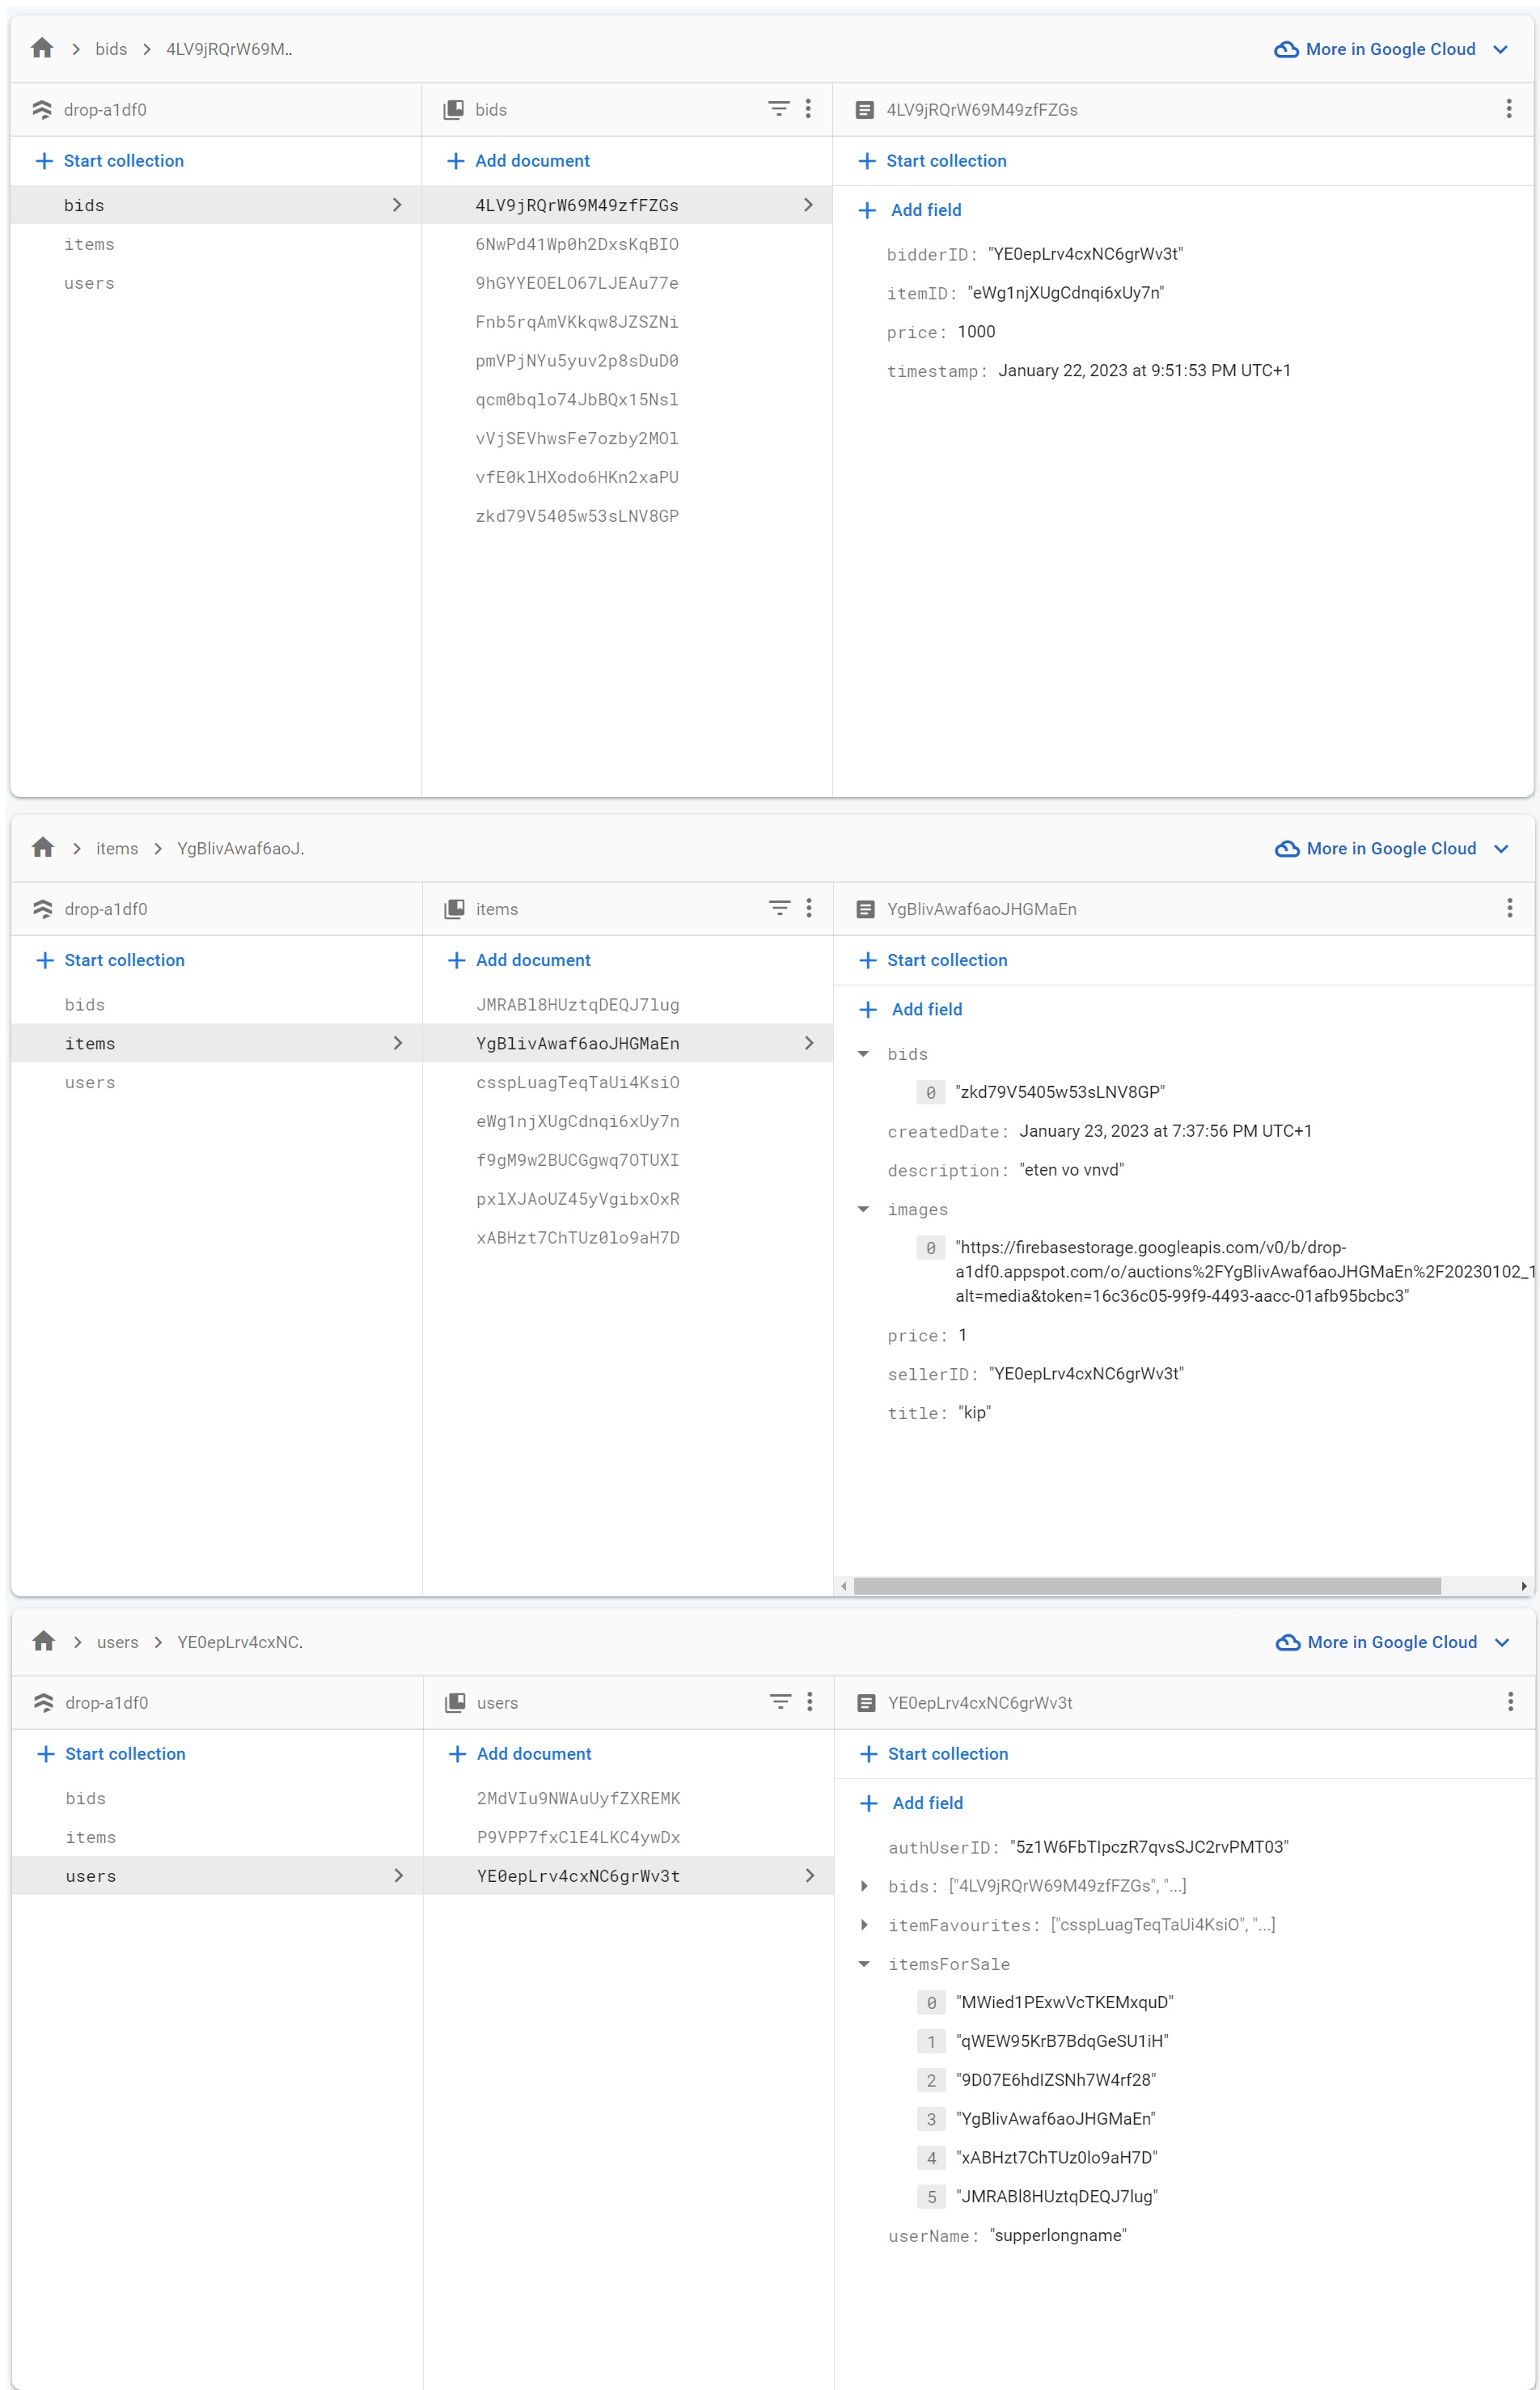 bids 4LV9jRQrW69M.. More in Google Cloud
drop-a1df0 bids 4LV9jRQrW69M49zfFZGs
Start collection Add document Start collection
bids 4LV9jRQrW69M49zfFZGs Add field
items 6NwPd41Wp0h2DxsKqBIO bidderID: "YE0epLrv4cxNC6grWv3t"
users 9hGYYEOELO67LJEAu77e itemID: "eWg1njXUgCdnqi6xUy7n"
Fnb5rqAmVKkqw8JZSZNi price: 1000
pmVPjNYu5yuv2p8sDuD0 timestamp: January 22, 2023 at 9:51:53 PM UTC+1
qcm0bqlo74JbBQx15Nsl
vVjSEVhwsFe7ozby2MOl
vfE0klHXodo6HKn2xaPU
zkd79V5405w53sLNV8GP
items YgBlivAwaf6aoJ. More in Google Cloud
drop-a1df0 items YgBlivAwaf6aoJHGMaEn
Start collection Add document Start collection
bids JMRABl8HUztqDEQJ7lug Add field
items YgBlivAwaf6aoJHGMaEn bids
users csspLuagTeqTaUi4KsiO 0 "zkd79V5405w53sLNV8GP"
eWg1njXUgCdnqi6xUy7n createdDate: January 23, 2023 at 7:37:56 PM UTC+1
f9gM9w2BUCGgwq7OTUXI description: "eten vo vnvd"
pxlXJAoUZ45yVgibxOxR images
xABHzt7ChTUz0lo9aH7D 0 "https://firebasestorage.googleapis.com/v0/b/drop-
a1df0.appspot.com/o/auctions%2FYgBlivAwaf6aoJHGMaEn%2F20230102_1
alt=media&token=16c36c05-99f9-4493-aacc-01afb95bcbc3"
price: 1
sellerID: "YE0epLrv4cxNC6grWv3t"
title: "kip"
users YE0epLrv4cxNC. More in Google Cloud
drop-a1df0 users YE0epLrv4cxNC6grWv3t
Start collection Add document Start collection
bids 2MdVIu9NWAuUyfZXREMK Add field
items P9VPP7fxClE4LKC4ywDx authUserID: "5z1W6FbTIpczR7qvsSJC2rvPMT03"
users YE0epLrv4cxNC6grWv3t bids: ["4LV9jRQrW69M49zfFZGs", "...]
itemFavourites: ["csspLuagTeqTaUi4KsiO", "...]
itemsForSale
0 "MWied1PExwVcTKEMxquD"
1 "qWEW95KrB7BdqGeSU1iH"
2 "9D07E6hdIZSNh7W4rf28"
3 "YgBlivAwaf6aoJHGMaEn"
4 "xABHzt7ChTUz0lo9aH7D"
5 "JMRABl8HUztqDEQJ7lug"
userName: "supperlongname"